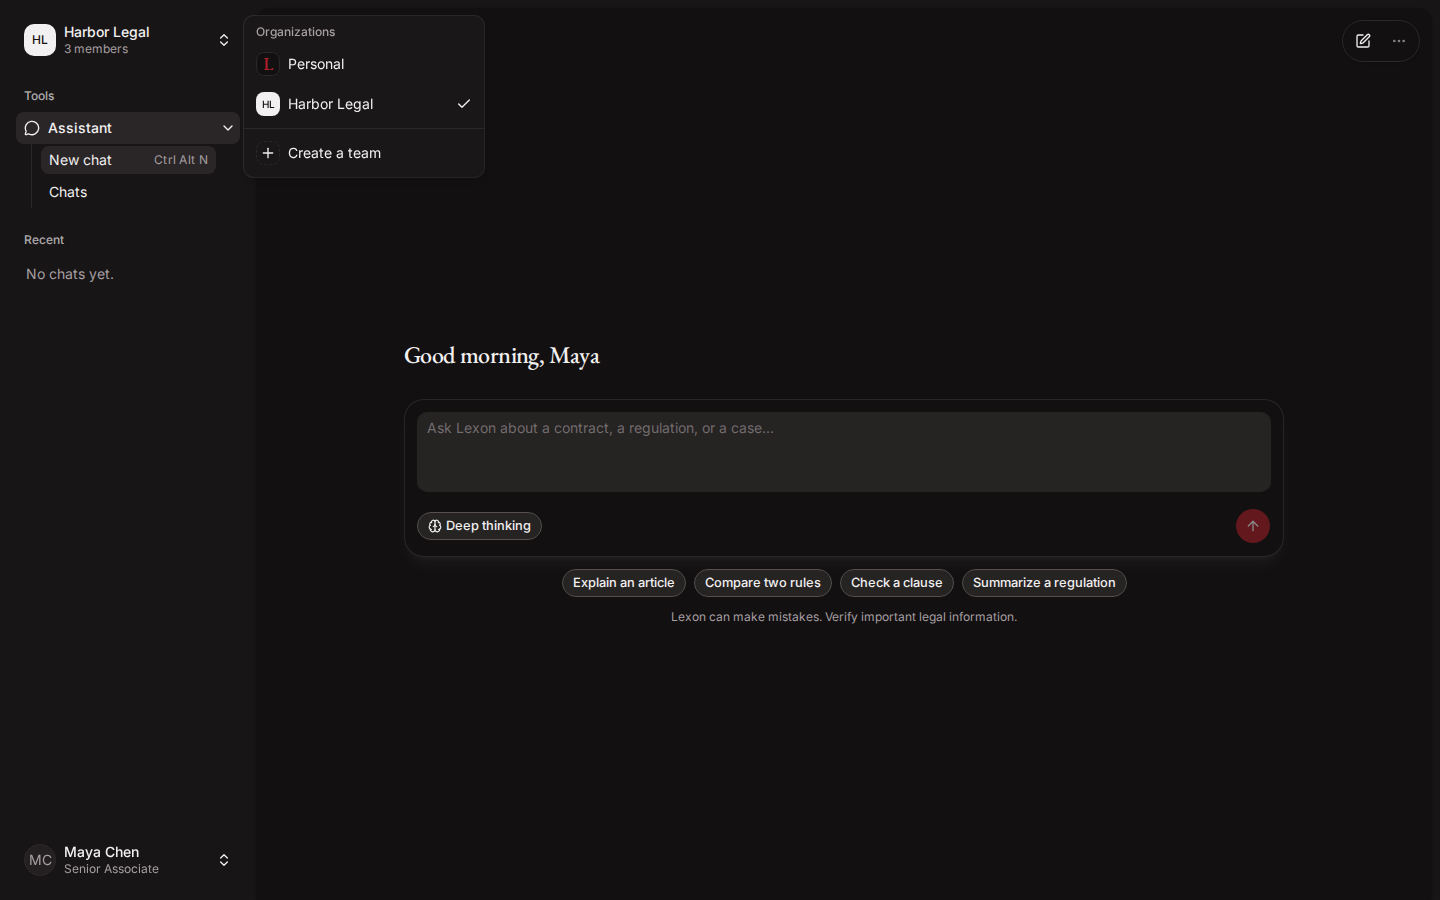 HL
Harbor Legal
3 members
Organizations
L
Personal
HL
Harbor Legal
Create a team
Tools
Assistant
New chat
Ctrl Alt N
Chats
Recent
No chats yet.
Good morning, Maya
Ask Lexon about a contract, a regulation, or a case...
Deep thinking
Explain an article
Compare two rules
Check a clause
Summarize a regulation
Lexon can make mistakes. Verify important legal information.
MC
Maya Chen
Senior Associate